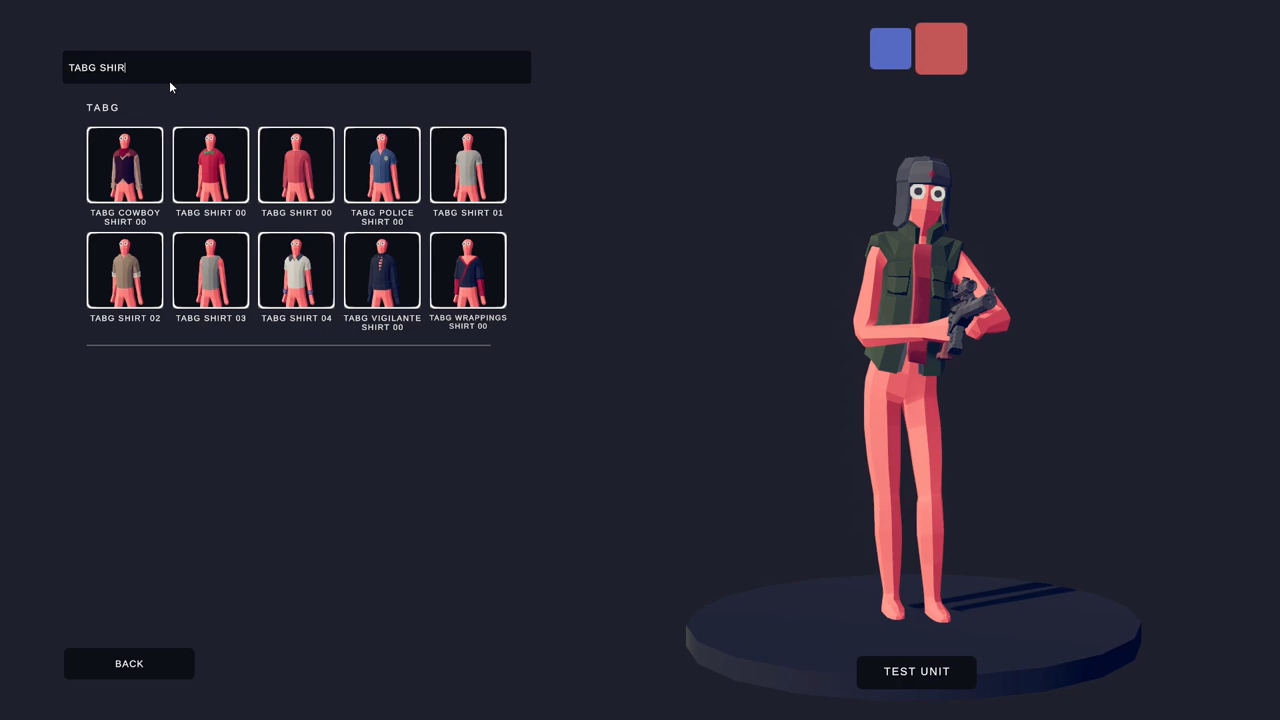 TABG SHIR
TABG
TABG COWBOY
SHIRT 00
TABG SHIRT 00
TABG SHIRT 00
TABG POLICE
SHIRT 00
TABG SHIRT 01
TABG SHIRT 02
TABG SHIRT 03
TABG SHIRT 04
TABG VIGILANTE
SHIRT 00
TABG WRAPPINGS
SHIRT 00
BACK
TEST UNIT